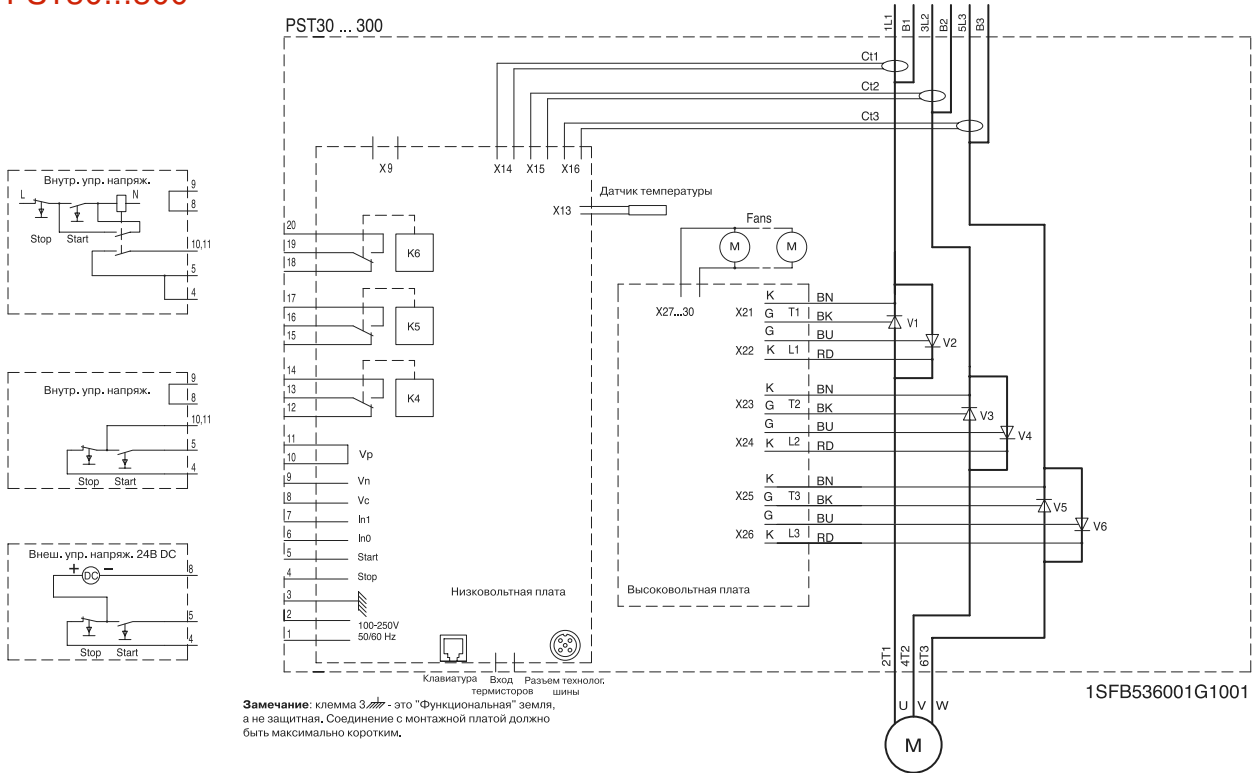 PST30...300
PST30 ... 300
1L1
B1
3L2
B2
5L3
B3
Ct1
Ct2
Ct3
X9
X14
X15
X16
Датчик температуры
X13
Fans
M
M
X27...30
Внутр. упр. напряж.
L
N
Stop
Start
9
8
10,11
5
4
Внутр. упр. напряж.
9
8
10,11
5
4
Stop
Start
Внеш. упр. напряж. 24В DC
+
DC
–
8
5
4
Stop
Start
20
19
18
K6
17
16
15
K5
14
13
12
K4
11
10
Vp
9
Vn
8
Vc
7
In1
6
In0
5
Start
4
Stop
3
2
1
100-250V
50/60 Hz
Низковольтная плата
Клавиатура
Вход
термисторов
Разъем технолог.
шины
X21
K
BN
G
T1
BK
G
BU
X22
K
L1
RD
V1
V2
X23
K
BN
G
T2
BK
G
BU
X24
K
L2
RD
V3
V4
X25
K
BN
G
T3
BK
G
BU
X26
K
L3
RD
V5
V6
Высоковольтная плата
2T1
4T2
6T3
U
V
W
M
1SFB536001G1001
Замечание: клемма 3 - это "Функциональная" земля,
а не защитная. Соединение с монтажной платой должно
быть максимально коротким.